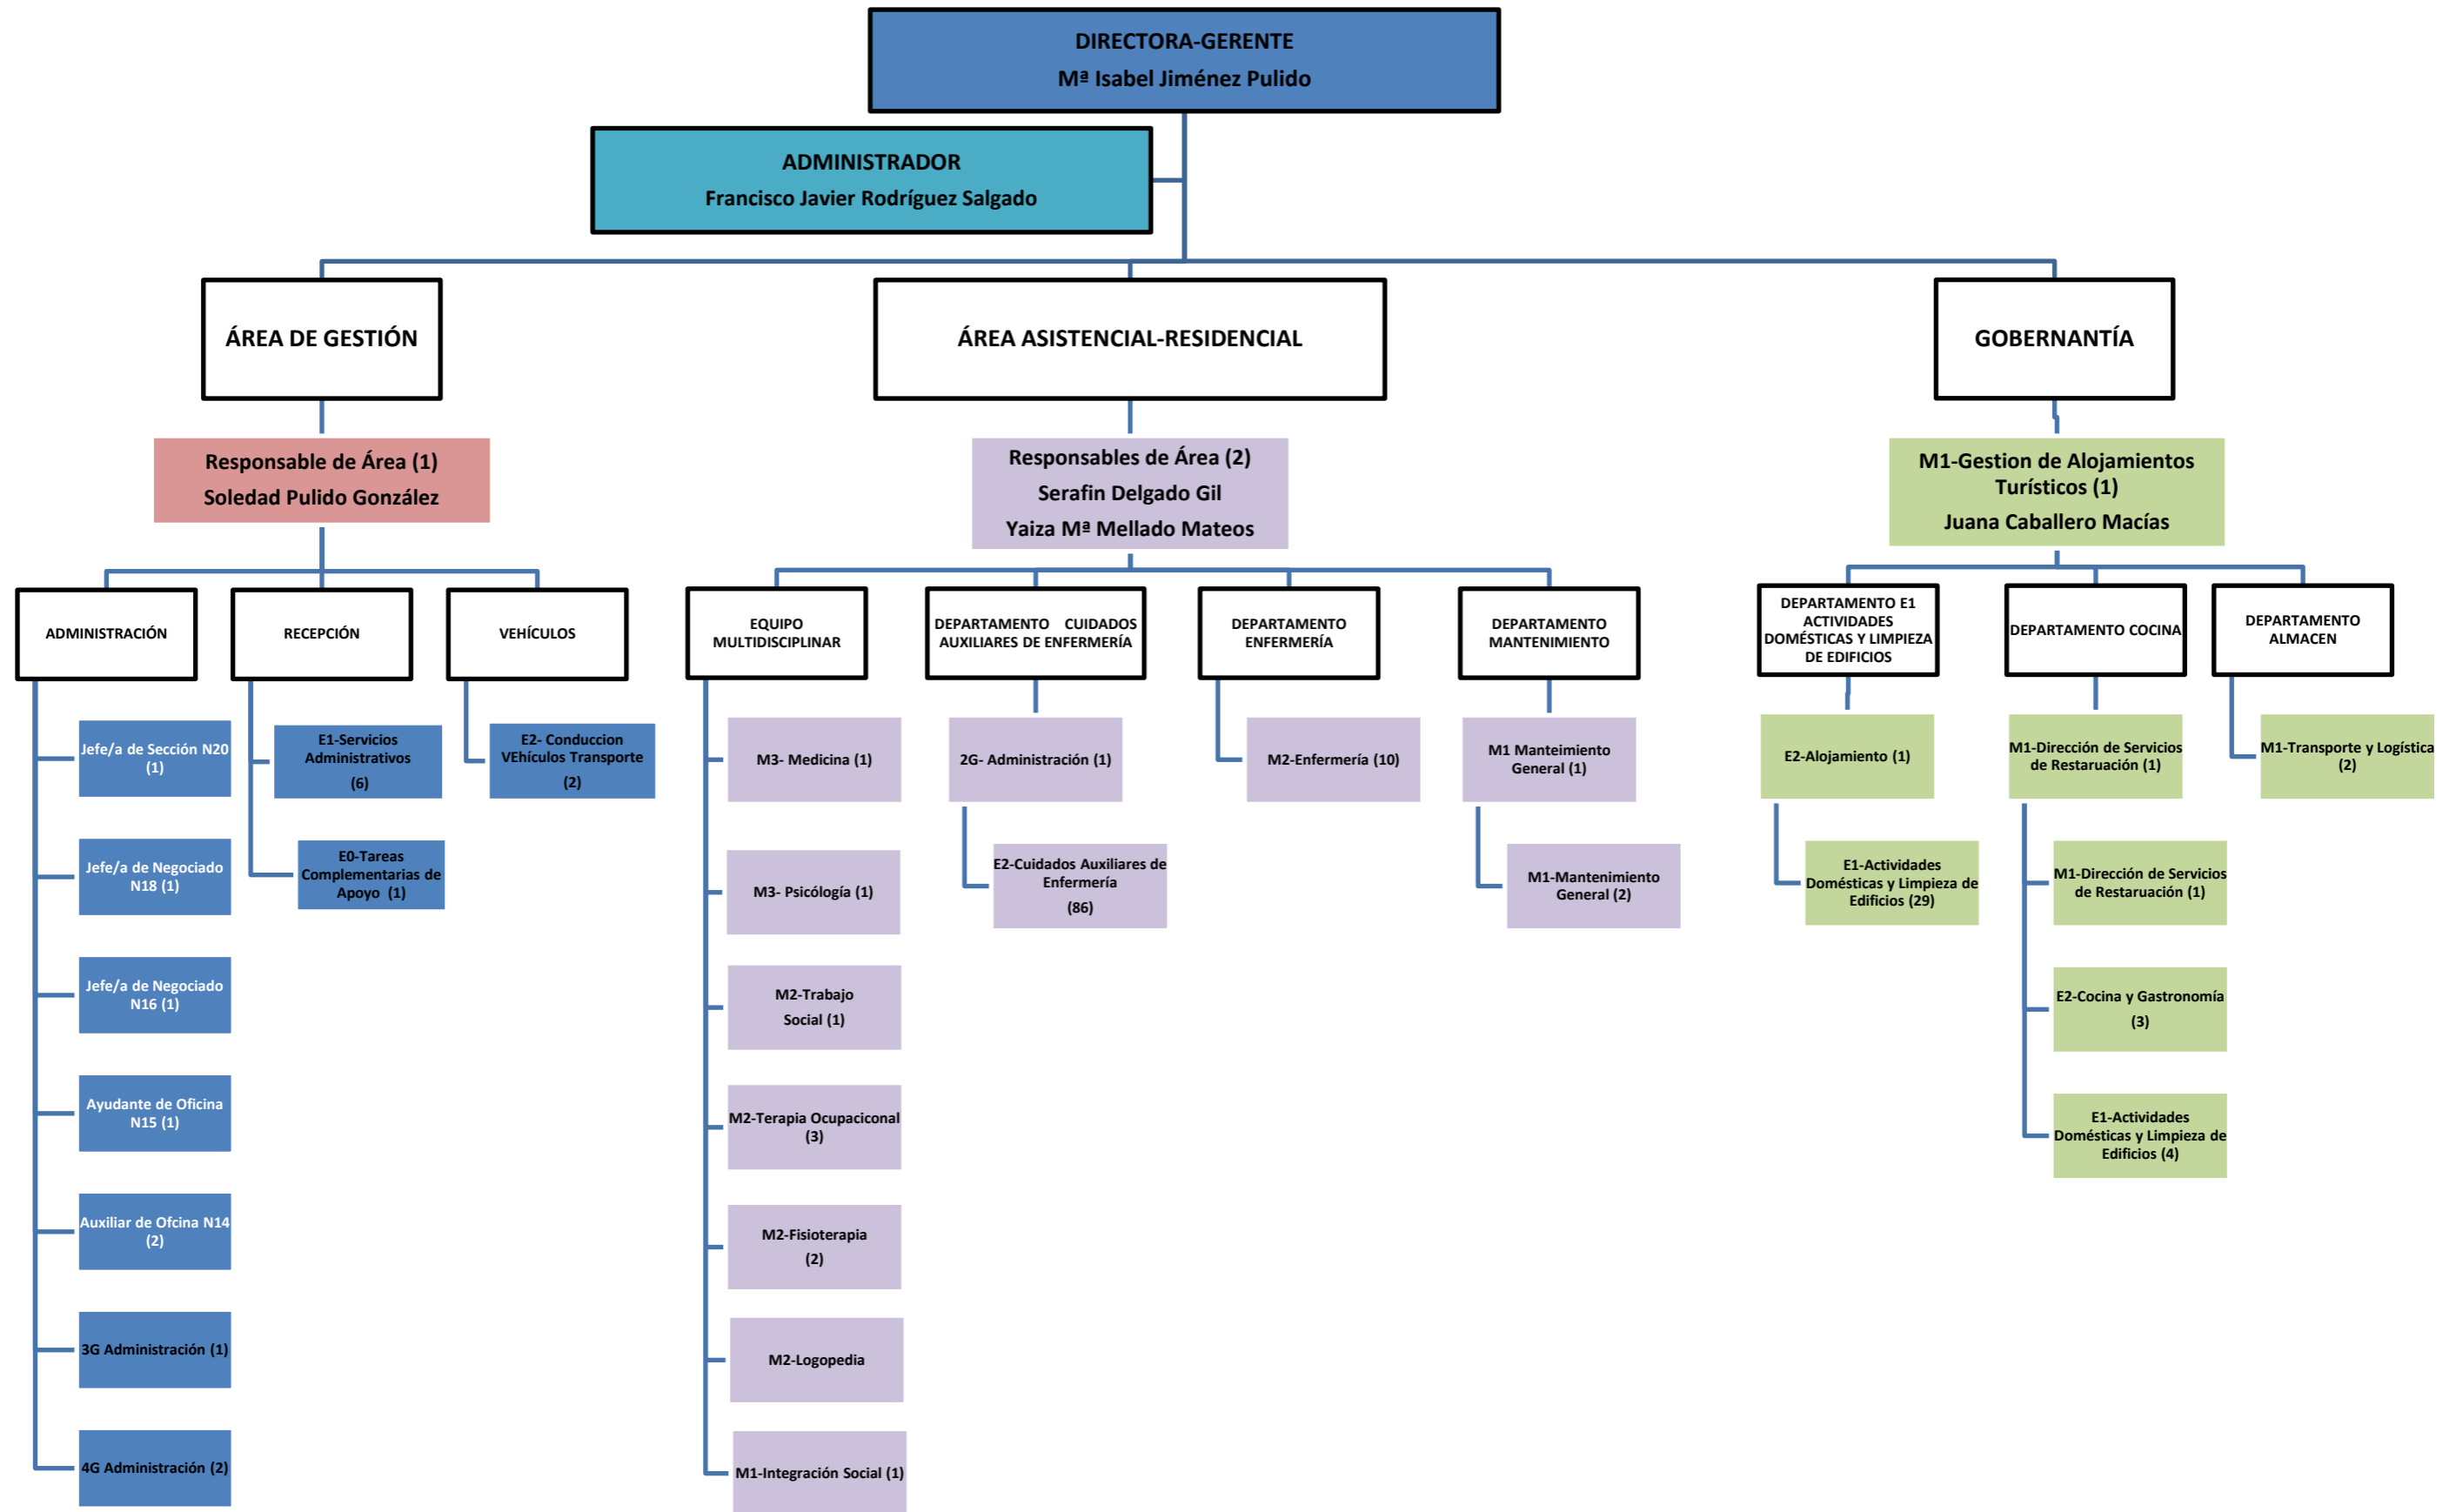 DIRECTORA-GERENTE
Mª Isabel Jiménez Pulido
ADMINISTRADOR
Francisco Javier Rodríguez Salgado
ÁREA DE GESTIÓN
ÁREA ASISTENCIAL-RESIDENCIAL
GOBERNANTÍA
Responsable de Área (1)
Soledad Pulido González
Responsables de Área (2)
Serafin Delgado Gil
Yaiza Mª Mellado Mateos
M1-Gestion de Alojamientos
Turísticos (1)
Juana Caballero Macías
ADMINISTRACIÓN
RECEPCIÓN
VEHÍCULOS
EQUIPO
MULTIDISCIPLINAR
DEPARTAMENTO CUIDADOS
AUXILIARES DE ENFERMERÍA
DEPARTAMENTO
ENFERMERÍA
DEPARTAMENTO
MANTENIMIENTO
DEPARTAMENTO E1
ACTIVIDADES
DOMÉSTICAS Y LIMPIEZA
DE EDIFICIOS
DEPARTAMENTO COCINA
DEPARTAMENTO
ALMACEN
Jefe/a de Sección N20
(1)
Jefe/a de Negociado
N18 (1)
Jefe/a de Negociado
N16 (1)
Ayudante de Oficina
N15 (1)
Auxiliar de Ofcina N14
(2)
3G Administración (1)
4G Administración (2)
E1-Servicios
Administrativos
(6)
E0-Tareas
Complementarias de
Apoyo (1)
E2- Conduccion
VEhículos Transporte
(2)
M3- Medicina (1)
M3- Psicólogía (1)
M2-Trabajo
Social (1)
M2-Terapia Ocupaciconal
(3)
M2-Fisioterapia
(2)
M2-Logopedia
M1-Integración Social (1)
2G- Administración (1)
E2-Cuidados Auxiliares de
Enfermería
(86)
M2-Enfermería (10)
M1 Manteimiento
General (1)
M1-Mantenimiento
General (2)
E2-Alojamiento (1)
E1-Actividades
Domésticas y Limpieza de
Edificios (29)
M1-Dirección de Servicios
de Restaruación (1)
M1-Dirección de Servicios
de Restaruación (1)
E2-Cocina y Gastronomía
(3)
E1-Actividades
Domésticas y Limpieza de
Edificios (4)
M1-Transporte y Logística
(2)